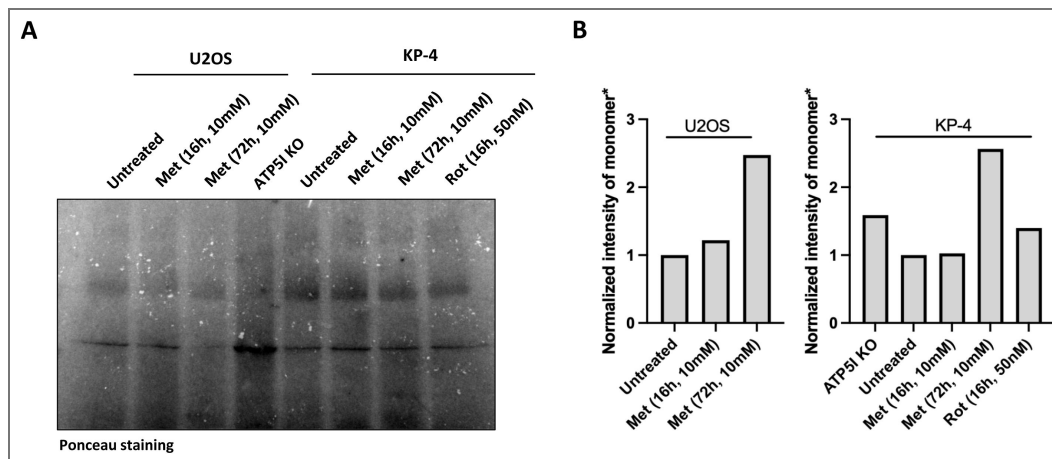 A
U2OS
KP-4
Untreated
Met (16h, 10mM)
Met (72h, 10mM)
ATP5I KO
Untreated
Met (16h, 10mM)
Met (72h, 10mM)
Rot (16h, 50nM)
Ponceau staining
B
Normalized intensity of monomer*
3
2
1
0
U2OS
Untreated
Met (16h, 10mM)
Met (72h, 10mM)
Normalized intensity of monomer*
3
2
1
0
KP-4
ATP5I KO
Untreated
Met (16h, 10mM)
Met (72h, 10mM)
Rot (16h, 50nM)